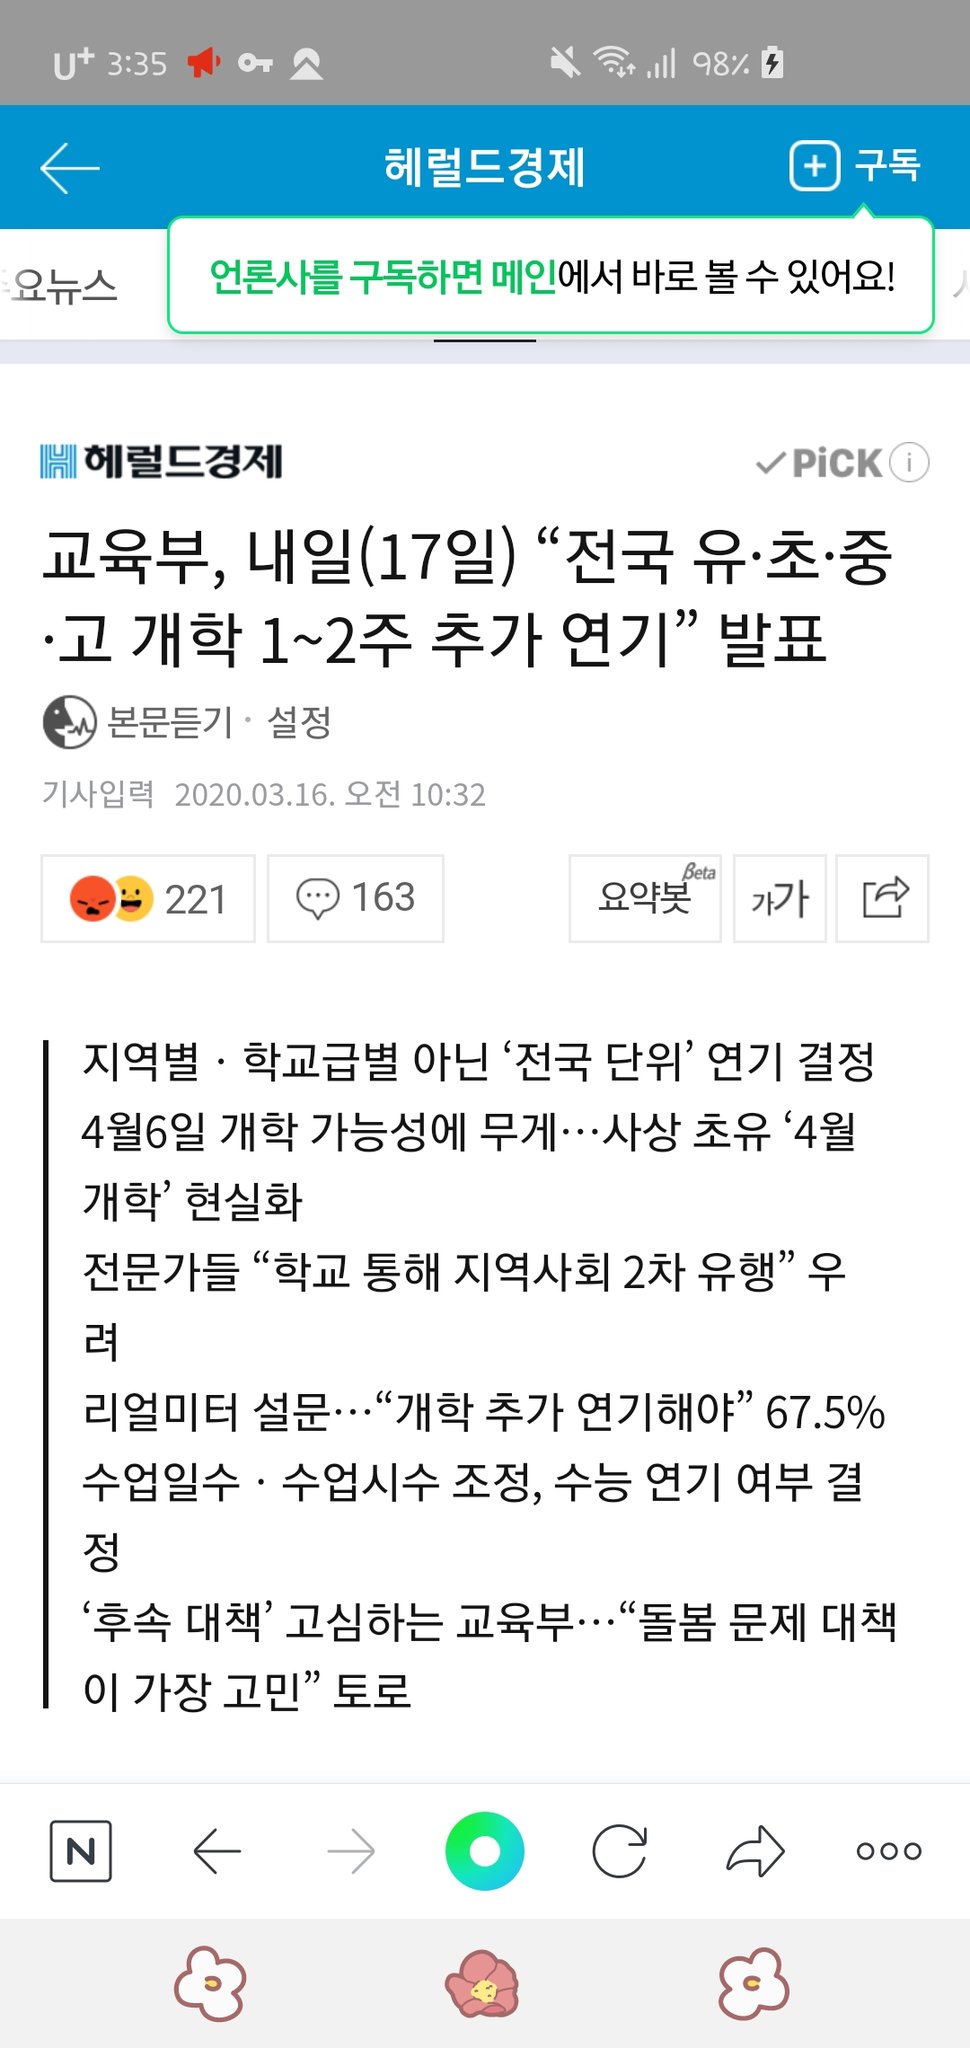 U+ 3:35 98%
헤럴드경제 구독
요뉴스
언론사를 구독하면 메인에서 바로 볼 수 있어요!
헤럴드경제 PiCK i
교육부, 내일(17일) “전국 유·초·중
·고 개학 1~2주 추가 연기” 발표
본문듣기 · 설정
기사입력 2020.03.16. 오전 10:32
221 163 요약봇 Beta 가가
지역별 · 학교급별 아닌 ‘전국 단위’ 연기 결정
4월6일 개학 가능성에 무게…사상 초유 ‘4월
개학’ 현실화
전문가들 “학교 통해 지역사회 2차 유행” 우
려
리얼미터 설문…“개학 추가 연기해야” 67.5%
수업일수 · 수업시수 조정, 수능 연기 여부 결
정
‘후속 대책’ 고심하는 교육부…“돌봄 문제 대책
이 가장 고민” 토로
N